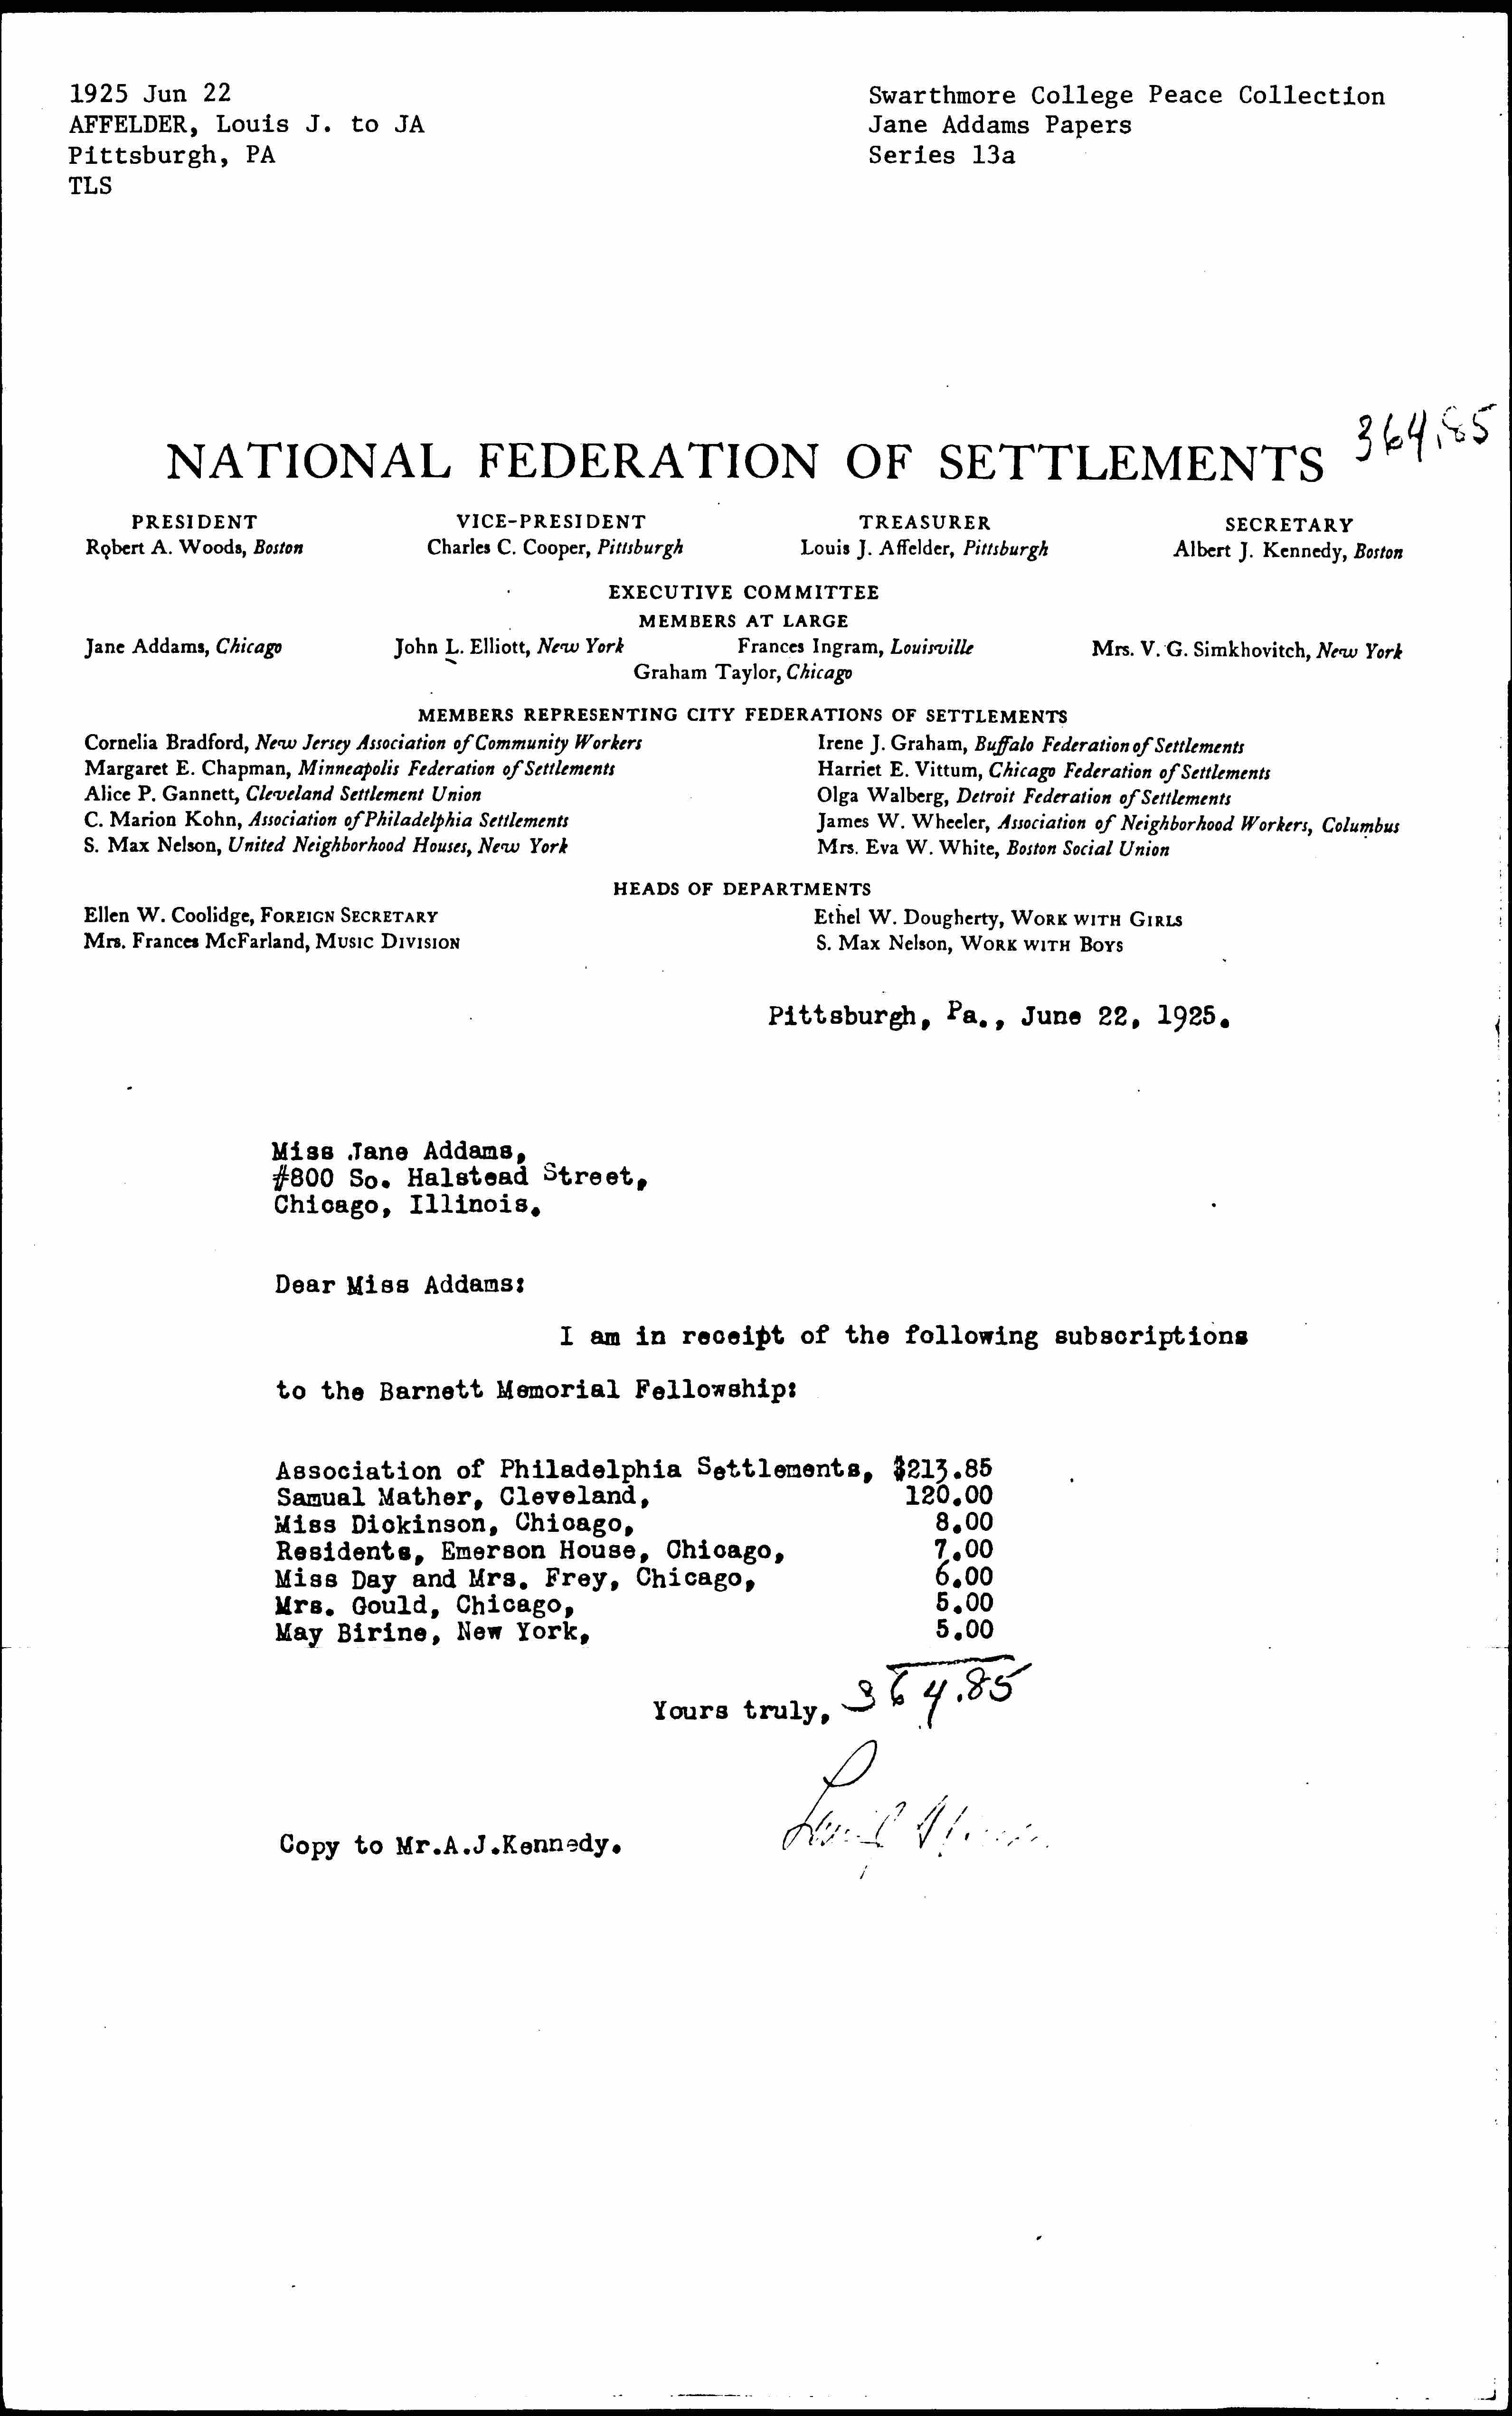 1925 Jun 22
AFFELDER, Louis J. to JA
Pittsburgh, PA
TLS
Swarthmore College Peace Collection
Jane Addams Papers
Series 13a
364.85
NATIONAL FEDERATION OF SETTLEMENTS
PRESIDENT VICE-PRESIDENT TREASURER SECRETARY
Robert A. Woods, Boston Charles C. Cooper, Pittsburgh Louis J. Affelder, Pittsburgh Albert J. Kennedy, Boston
EXECUTIVE COMMITTEE
MEMBERS AT LARGE
Jane Addams, Chicago John L. Elliott, New York Frances Ingram, Louisville Mrs. V. G. Simkhovitch, New York
Graham Taylor, Chicago
MEMBERS REPRESENTING CITY FEDERATIONS OF SETTLEMENTS
Cornelia Bradford, New Jersey Association of Community Workers Irene J. Graham, Buffalo Federation of Settlements
Margaret E. Chapman, Minneapolis Federation of Settlements Harriet E. Vittum, Chicago Federation of Settlements
Alice P. Gannett, Cleveland Settlement Union Olga Walberg, Detroit Federation of Settlements
C. Marion Kohn, Association of Philadelphia Settlements James W. Wheeler, Association of Neighborhood Workers, Columbus
S. Max Nelson, United Neighborhood Houses, New York Mrs. Eva W. White, Boston Social Union
HEADS OF DEPARTMENTS
Ellen W. Coolidge, FOREIGN SECRETARY Ethel W. Dougherty, WORK WITH GIRLS
Mrs. Frances McFarland, MUSIC DIVISION S. Max Nelson, WORK WITH BOYS
Pittsburgh, Pa., June 22, 1925.
Miss Jane Addams,
#800 So. Halstead Street,
Chicago, Illinois.
Dear Miss Addams:
I am in receipt of the following subscriptions
to the Barnett Memorial Fellowship:
Association of Philadelphia Settlements, $213.85
Samual Mather, Cleveland, 120.00
Miss Dickinson, Chicago, 8.00
Residents, Emerson House, Chicago, 7.00
Miss Day and Mrs. Frey, Chicago, 6.00
Mrs. Gould, Chicago, 5.00
May Birine, New York, 5.00
364.85
Yours truly,
Copy to Mr.A.J.Kennedy.